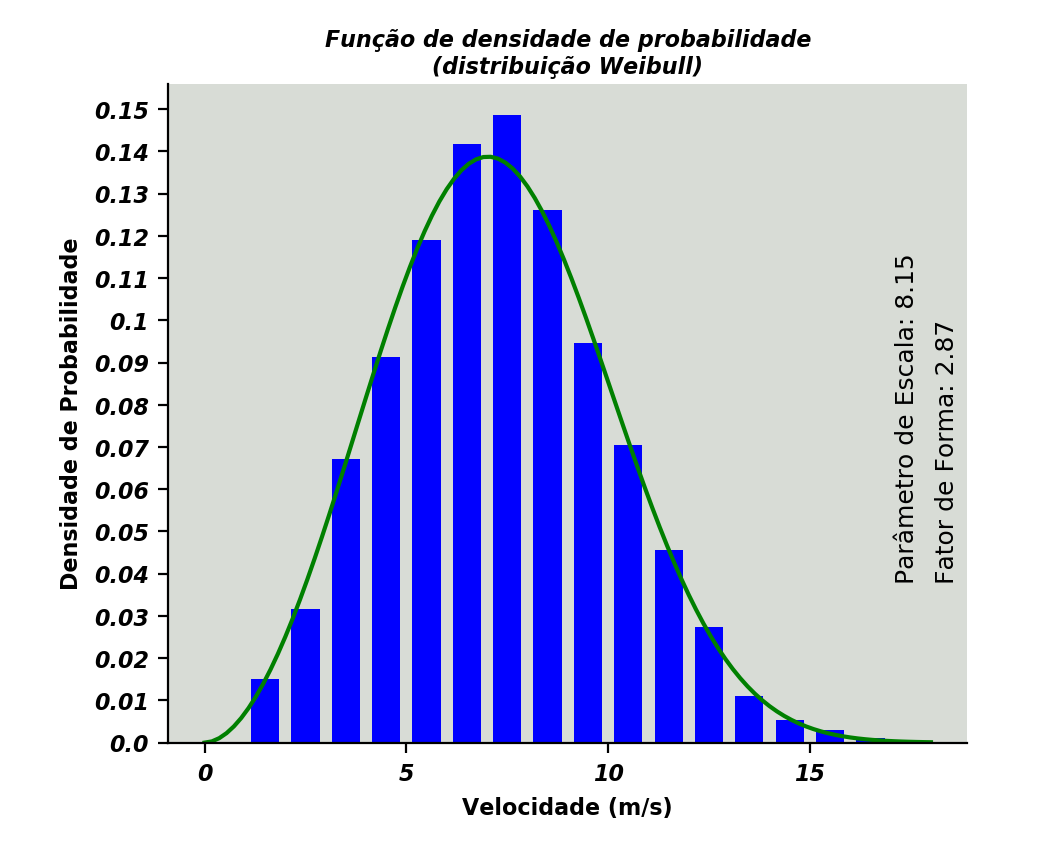 Função de densidade de probabilidade
(distribuição Weibull)
Densidade de Probabilidade
0.15
0.14
0.13
0.12
0.11
0.1
0.09
0.08
0.07
0.06
0.05
0.04
0.03
0.02
0.01
0.0
0 5 10 15
Velocidade (m/s)
Parâmetro de Escala: 8.15
Fator de Forma: 2.87